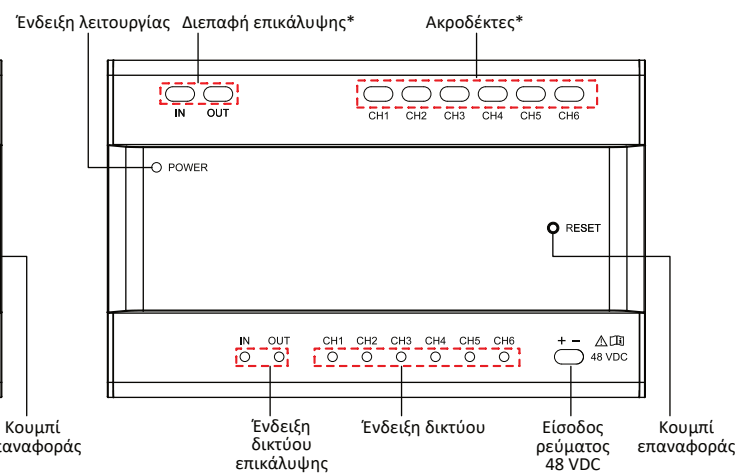 Ένδειξη λειτουργίας Διεπαφή επικάλυψης* Ακροδέκτες*
IN OUT CH1 CH2 CH3 CH4 CH5 CH6
POWER
RESET
IN OUT CH1 CH2 CH3 CH4 CH5 CH6 + -
48 VDC
Κουμπί
Ένδειξη
δικτύου
επικάλυψης
Ένδειξη δικτύου
Είσοδος
ρεύματος
48 VDC
Κουμπί
επαναφοράς